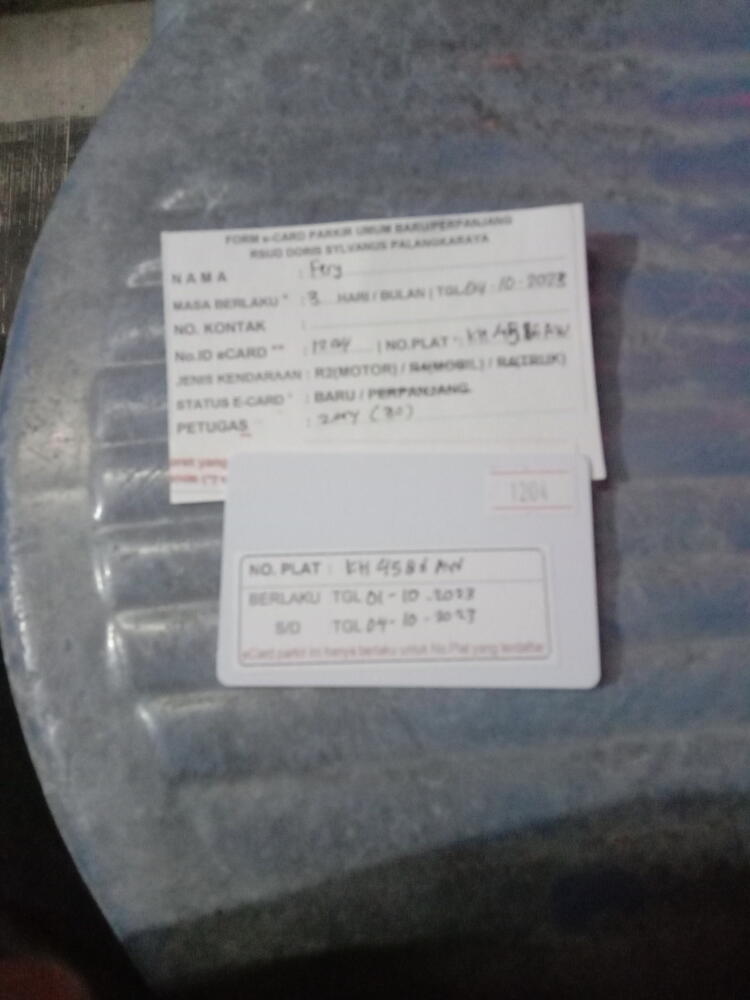 FORM e-CARD PARKIR UMUM BARU/PERPANJANG
RSUD DORIS SYLVANUS PALANGKARAYA
NAMA : Fery
MASA BERLAKU * : 3 HARI / BULAN | TGL 04-10-2023
NO. KONTAK :
No.ID eCARD ** : 1204 | NO.PLAT : KH 4586 AW
JENIS KENDARAAN : R2(MOTOR) / R4(MOBIL) / R4(TRUK)
STATUS E-CARD * : BARU / PERPANJANG
PETUGAS :
yang
1204
NO. PLAT : KH 4586 AW
BERLAKU TGL 01-10-2023
S/D TGL 04-10-2023
eCard parkir ini hanya berlaku untuk No.Plat yang terdaftar